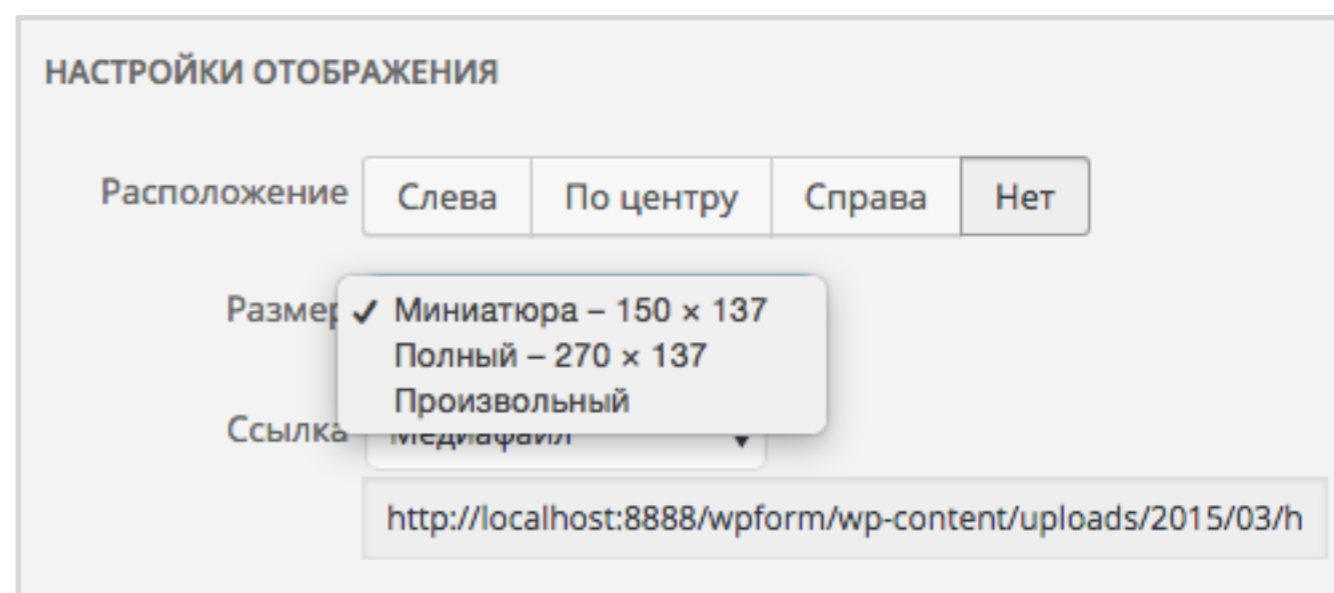 НАСТРОЙКИ ОТОБРАЖЕНИЯ
Расположение Слева По центру Справа Нет
Размер ✓ Миниатюра – 150 × 137
Полный – 270 × 137
Произвольный
Ссылка Медиафайл
http://localhost:8888/wpform/wp-content/uploads/2015/03/h